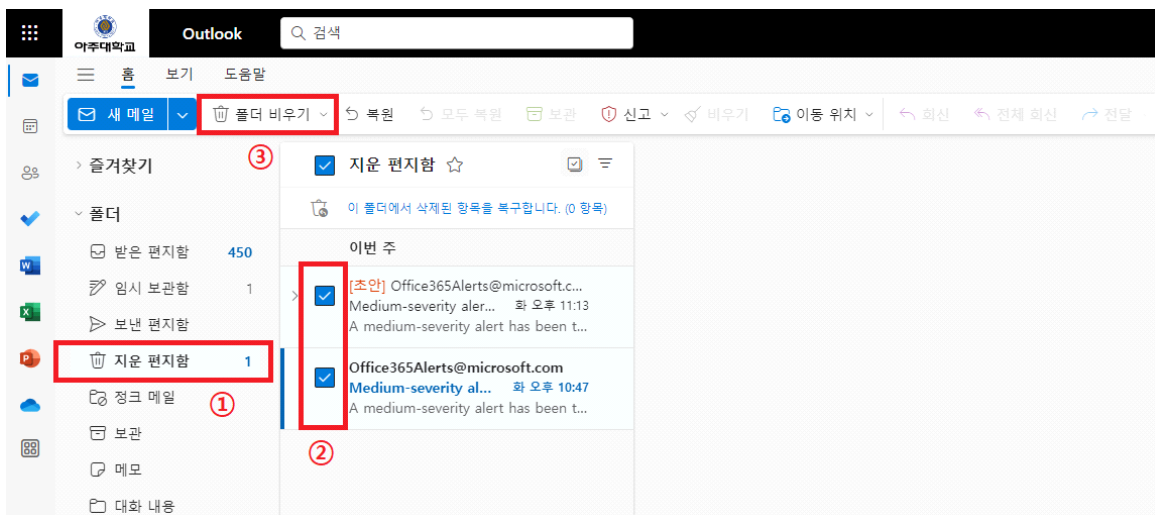 아주대학교
Outlook
검색
홈 보기 도움말
새 메일 폴더 비우기 복원 모두 복원 보관 신고 비우기 이동 위치 회신 전체 회신 전달
즐겨찾기
③
지운 편지함
폴더
이 폴더에서 삭제된 항목을 복구합니다. (0 항목)
받은 편지함 450
이번 주
임시 보관함 1
[초안] Office365Alerts@microsoft.c...
Medium-severity aler... 화 오후 11:13
A medium-severity alert has been t...
보낸 편지함
지운 편지함 1
Office365Alerts@microsoft.com
Medium-severity al... 화 오후 10:47
A medium-severity alert has been t...
정크 메일
①
보관
②
메모
대화 내용